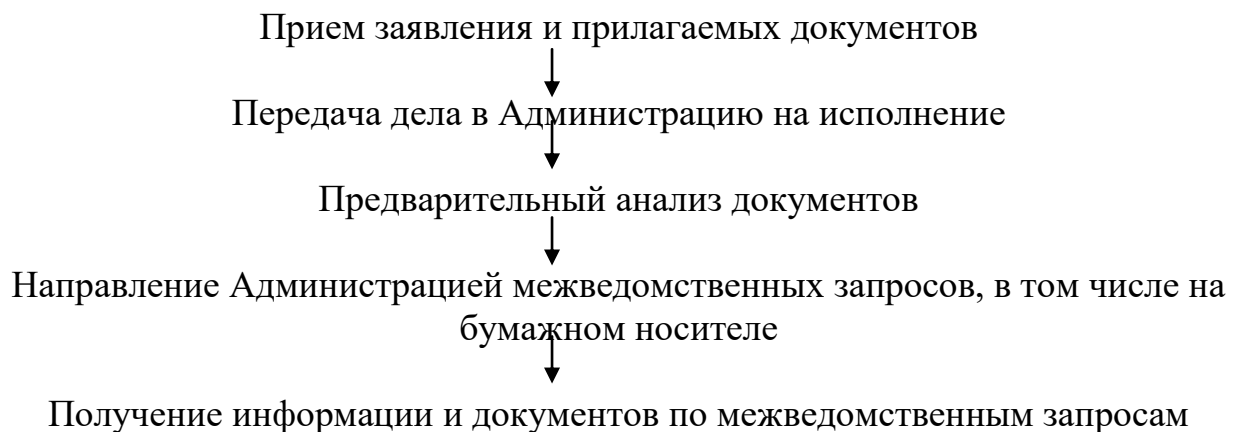 Прием заявления и прилагаемых документов
Передача дела в Администрацию на исполнение
Предварительный анализ документов
Направление Администрацией межведомственных запросов, в том числе на
бумажном носителе
Получение информации и документов по межведомственным запросам